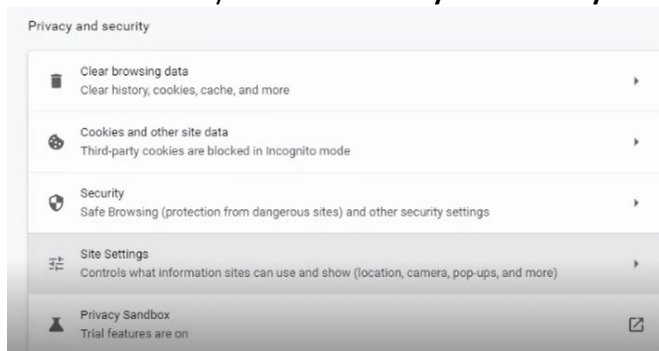 Privacy and security
Clear browsing data
Clear history, cookies, cache, and more
Cookies and other site data
Third-party cookies are blocked in Incognito mode
Security
Safe Browsing (protection from dangerous sites) and other security settings
Site Settings
Controls what information sites can use and show (location, camera, pop-ups, and more)
Privacy Sandbox
Trial features are on